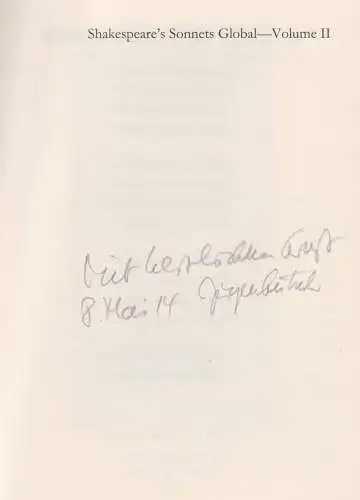 Shakespeare's Sonnets Global—Volume II
Mit herzlichem Gruß
8. Mai 14 Jürgen Gutsch